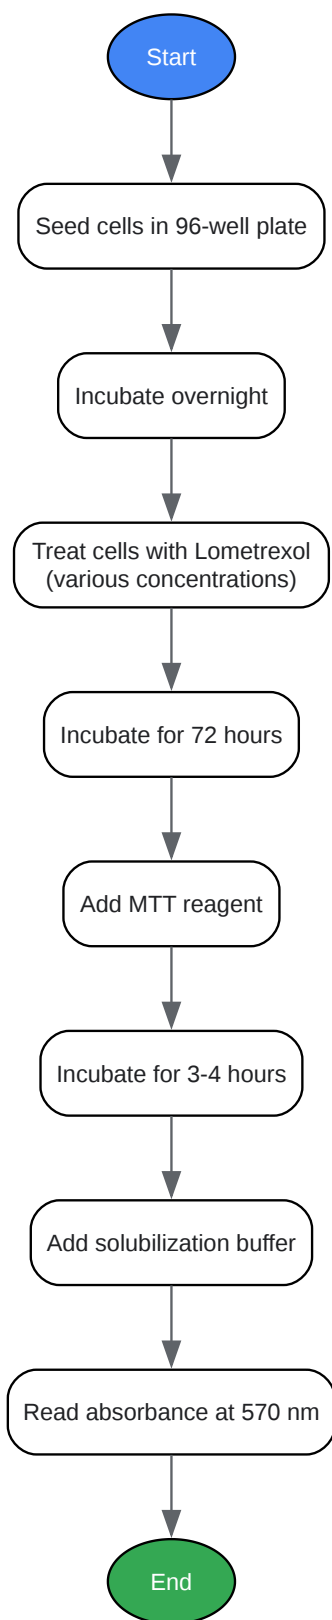 Start
Seed cells in 96-well plate
Incubate overnight
Treat cells with Lometrexol
(various concentrations)
Incubate for 72 hours
Add MTT reagent
Incubate for 3-4 hours
Add solubilization buffer
Read absorbance at 570 nm
End